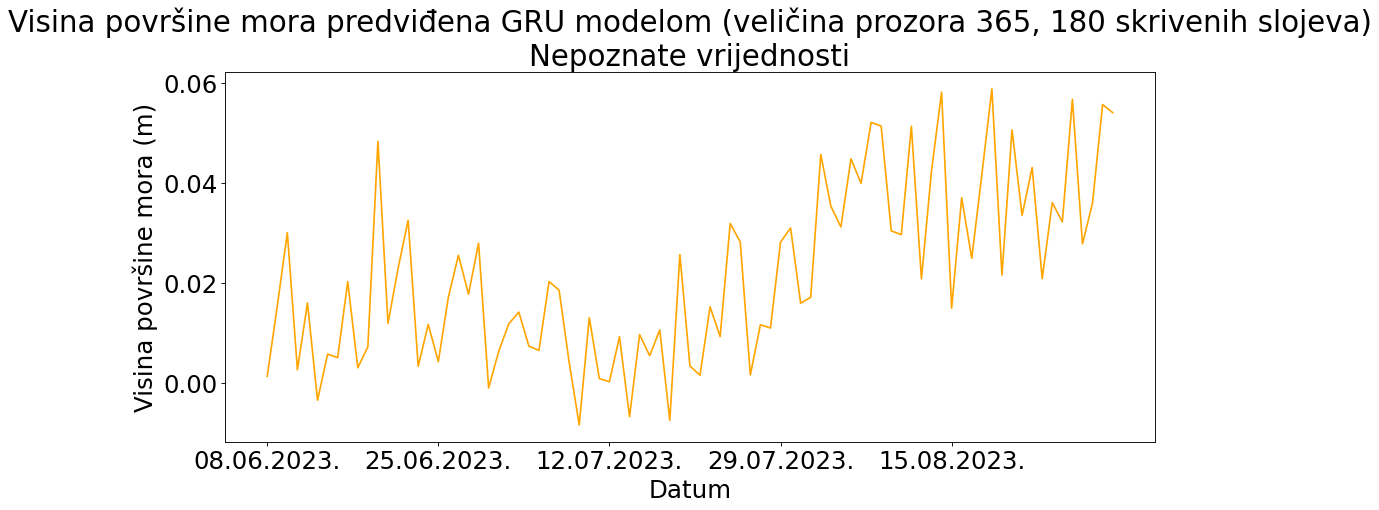 Visina površine mora predviđena GRU modelom (veličina prozora 365, 180 skrivenih slojeva)
Nepoznate vrijednosti
Visina površine mora (m)
0.06
0.04
0.02
0.00
08.06.2023. 25.06.2023. 12.07.2023. 29.07.2023. 15.08.2023.
Datum